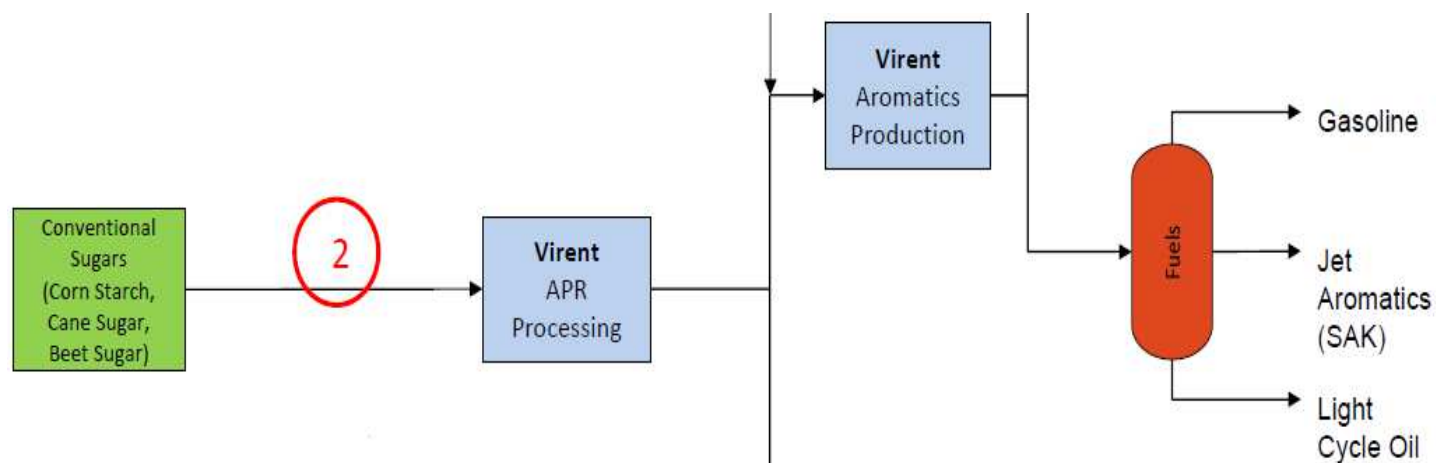 Conventional
Sugars
(Corn Starch,
Cane Sugar,
Beet Sugar)
2
Virent
APR
Processing
Virent
Aromatics
Production
Fuels
Gasoline
Jet
Aromatics
(SAK)
Light
Cycle Oil